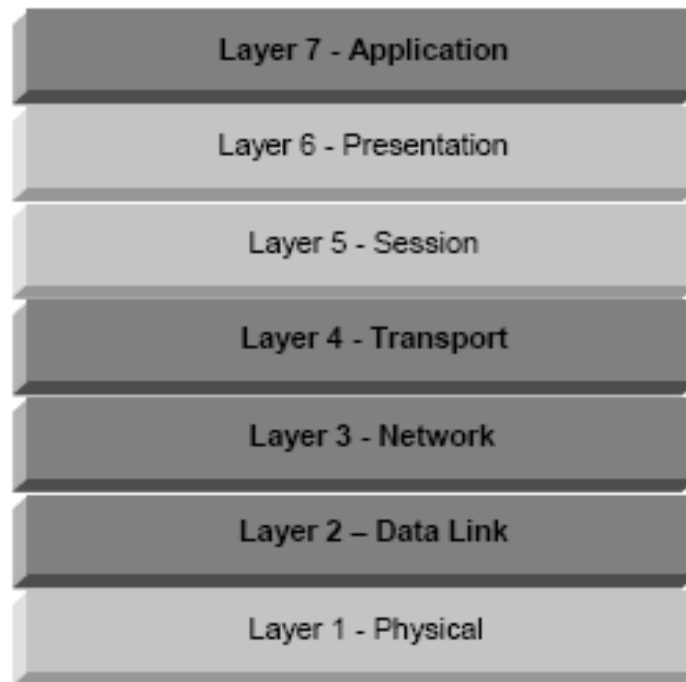 Layer 7 - Application
Layer 6 - Presentation
Layer 5 - Session
Layer 4 - Transport
Layer 3 - Network
Layer 2 – Data Link
Layer 1 - Physical